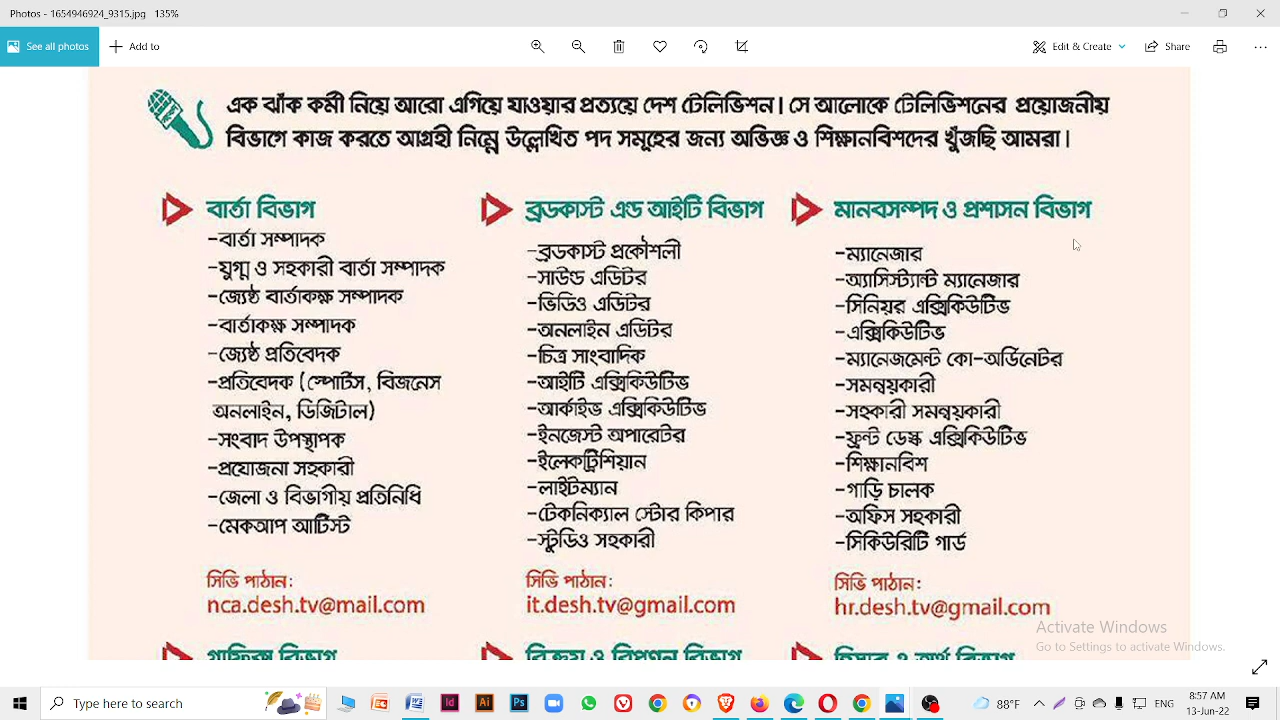 Photos - 1654946924_9315.jpg 135%
See all photos
Add to
Edit & Create
Share
এক ঝাঁক কর্মী নিয়ে আরো এগিয়ে যাওয়ার প্রত্যয়ে দেশ টেলিভিশন। সে আলোকে টেলিভিশনের প্রয়োজনীয়
বিভাগে কাজ করতে আগ্রহী নিম্নে উল্লেখিত পদ সমূহের জন্য অভিজ্ঞ ও শিক্ষানবিশদের খুঁজছি আমরা।
বার্তা বিভাগ
-বার্তা সম্পাদক
-যুগ্ম ও সহকারী বার্তা সম্পাদক
-জ্যেষ্ঠ বার্তাকক্ষ সম্পাদক
-বার্তাকক্ষ সম্পাদক
-জ্যেষ্ঠ প্রতিবেদক
-প্রতিবেদক (স্পোর্টস, বিজনেস
অনলাইন, ডিজিটাল)
-সংবাদ উপস্থাপক
-প্রযোজনা সহকারী
-জেলা ও বিভাগীয় প্রতিনিধি
-মেকআপ আর্টিস্ট
সিভি পাঠান:
nca.desh.tv@mail.com
ব্রডকাস্ট এন্ড আইটি বিভাগ
-ব্রডকাস্ট প্রকৌশলী
-সাউন্ড এডিটর
-ভিডিও এডিটর
-অনলাইন এডিটর
-চিত্র সাংবাদিক
-আইটি এক্সিকিউটিভ
-আর্কাইভ এক্সিকিউটিভ
-ইনজেস্ট অপারেটর
-ইলেকট্রিশিয়ান
-লাইটম্যান
-টেকনিক্যাল স্টোর কিপার
-স্টুডিও সহকারী
সিভি পাঠান:
it.desh.tv@gmail.com
মানবসম্পদ ও প্রশাসন বিভাগ
-ম্যানেজার
-অ্যাসিস্ট্যান্ট ম্যানেজার
-সিনিয়র এক্সিকিউটিভ
-এক্সিকিউটিভ
-ম্যানেজমেন্ট কো-অর্ডিনেটর
-সমন্বয়কারী
-সহকারী সমন্বয়কারী
-ফ্রন্ট ডেস্ক এক্সিকিউটিভ
-শিক্ষানবিশ
-গাড়ি চালক
-অফিস সহকারী
-সিকিউরিটি গার্ড
সিভি পাঠান:
hr.desh.tv@gmail.com
গ্রাফিক্স বিভাগ
বিক্রয় ও বিপণন বিভাগ
হিসাব ও অর্থ বিভাগ
Activate Windows
Go to Settings to activate Windows.
Type here to search
88°F
ENG
8:57 AM
13-Jun-22